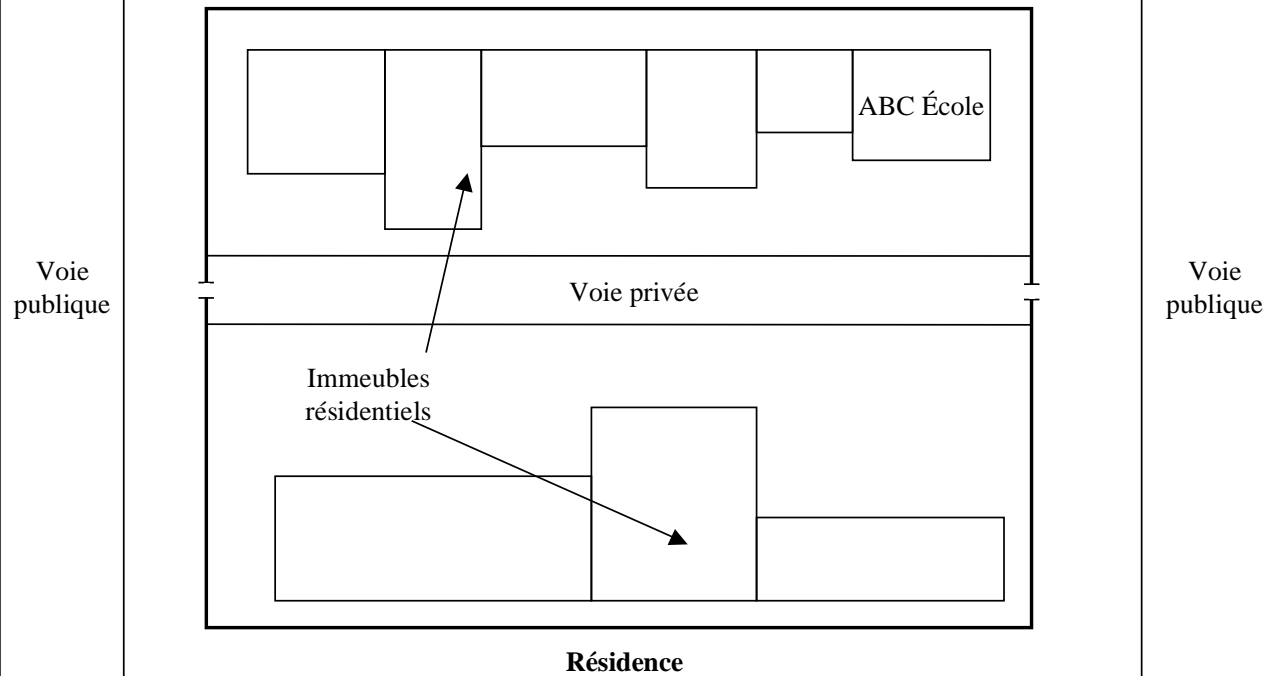 ABC École
Voie
publique
Voie privée
Voie
publique
Immeubles
résidentiels
Résidence